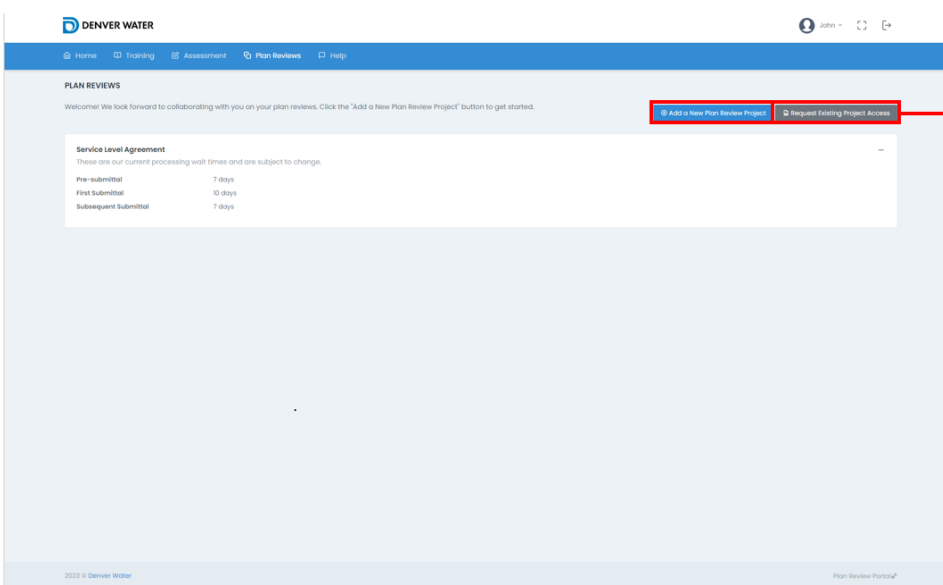 DENVER WATER
John
Home Training Assessment Plan Reviews Help
PLAN REVIEWS
Welcome! We look forward to collaborating with you on your plan reviews. Click the "Add a New Plan Review Project" button to get started.
Add a New Plan Review Project Request Existing Project Access
Service Level Agreement
These are our current processing wait times and are subject to change.
Pre-submittal 7 days
First Submittal 10 days
Subsequent Submittal 7 days
2023 © Denver Water Plan Review Portal